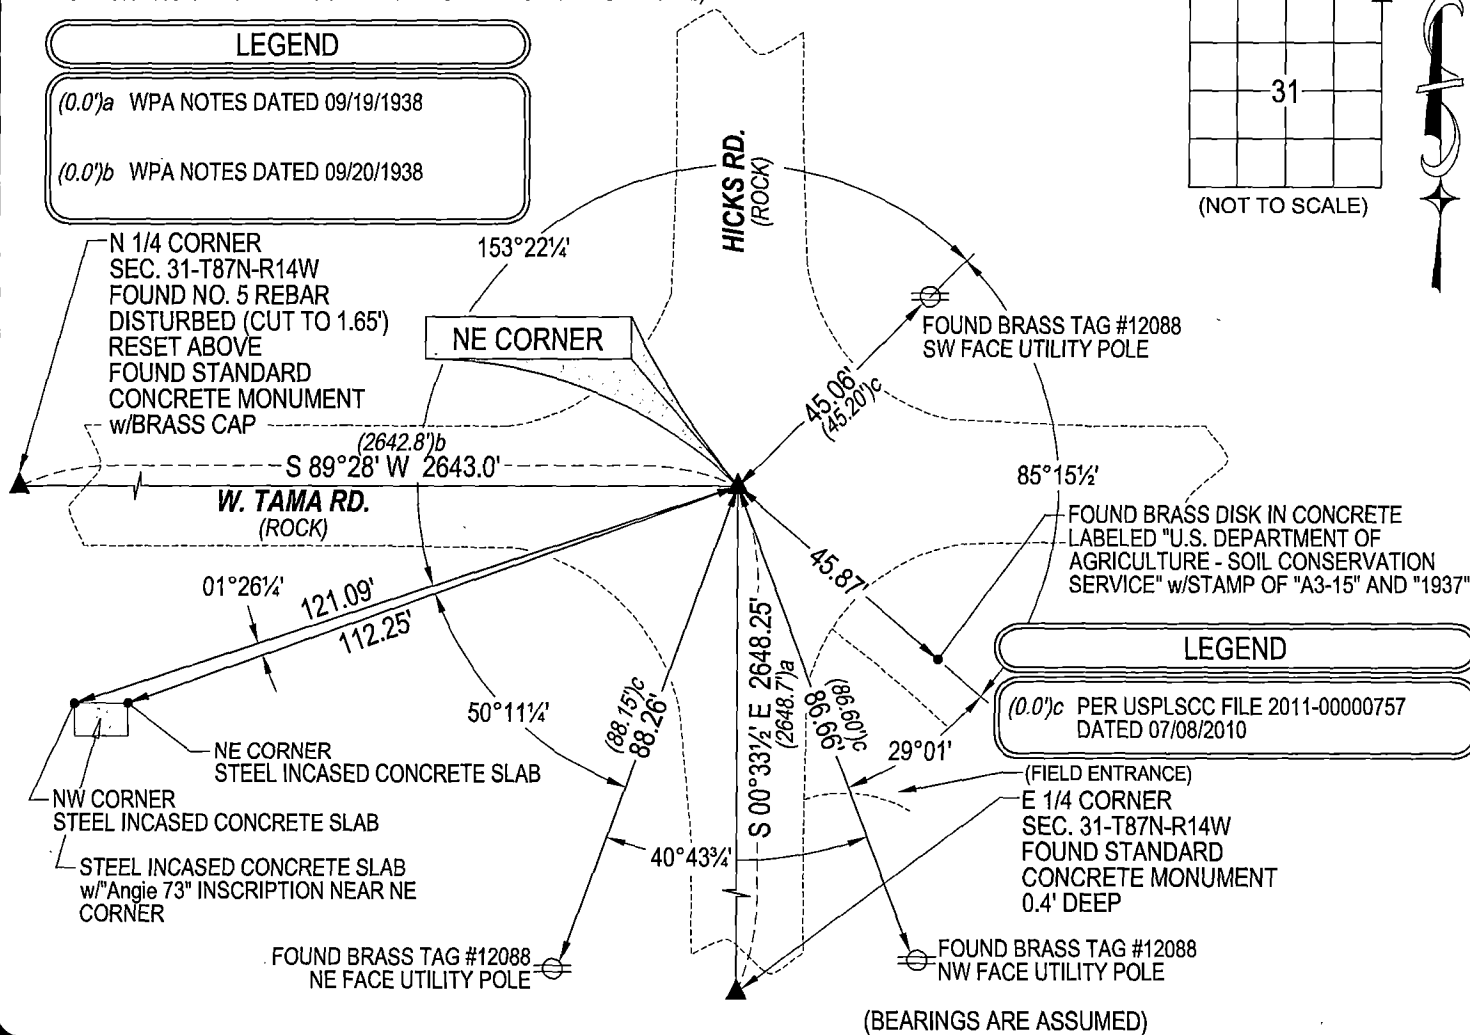 LEGEND
(0.0')a WPA NOTES DATED 09/19/1938
(0.0')b WPA NOTES DATED 09/20/1938
31
(NOT TO SCALE)
HICKS RD.
(ROCK)
N 1/4 CORNER
SEC. 31-T87N-R14W
FOUND NO. 5 REBAR
DISTURBED (CUT TO 1.65')
RESET ABOVE
FOUND STANDARD
CONCRETE MONUMENT
w/BRASS CAP
153°22¼'
NE CORNER
FOUND BRASS TAG #12088
SW FACE UTILITY POLE
45.06'
(45.20')c
(2642.8')b
S 89°28' W 2643.0'
W. TAMA RD.
(ROCK)
85°15½'
FOUND BRASS DISK IN CONCRETE
LABELED "U.S. DEPARTMENT OF
AGRICULTURE - SOIL CONSERVATION
SERVICE" w/STAMP OF "A3-15" AND "1937"
45.87'
01°26¼'
121.09'
112.25'
LEGEND
(0.0')c PER USPLSCC FILE 2011-00000757
DATED 07/08/2010
50°11¼'
(88.15')c
88.26'
S 00°33½' E 2648.25'
(2648.7')a
(86.60')c
86.66'
29°01'
(FIELD ENTRANCE)
NE CORNER
STEEL INCASED CONCRETE SLAB
NW CORNER
STEEL INCASED CONCRETE SLAB
STEEL INCASED CONCRETE SLAB
w/"Angie 73" INSCRIPTION NEAR NE
CORNER
40°43¾'
E 1/4 CORNER
SEC. 31-T87N-R14W
FOUND STANDARD
CONCRETE MONUMENT
0.4' DEEP
FOUND BRASS TAG #12088
NE FACE UTILITY POLE
FOUND BRASS TAG #12088
NW FACE UTILITY POLE
(BEARINGS ARE ASSUMED)